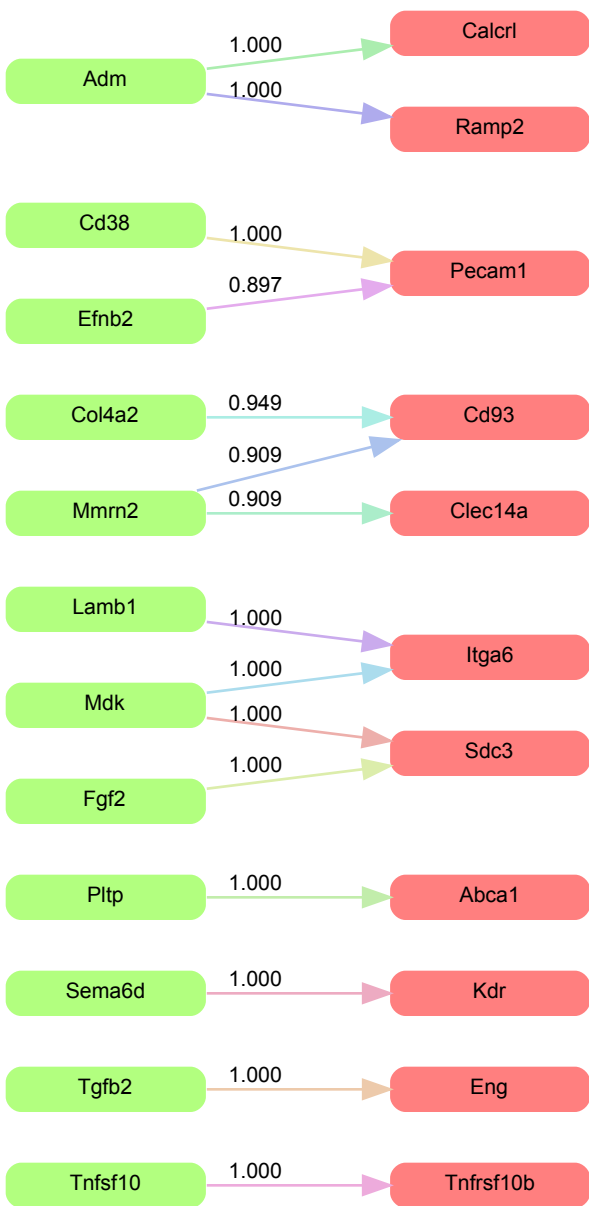 1.000
Calcrl
Adm
1.000
Ramp2
Cd38
1.000
Pecam1
0.897
Efnb2
Col4a2
0.949
Cd93
0.909
Mmrn2
0.909
Clec14a
Lamb1
1.000
Itga6
1.000
Mdk
1.000
Sdc3
1.000
Fgf2
Pltp
1.000
Abca1
Sema6d
1.000
Kdr
Tgfb2
1.000
Eng
Tnfsf10
1.000
Tnfrsf10b